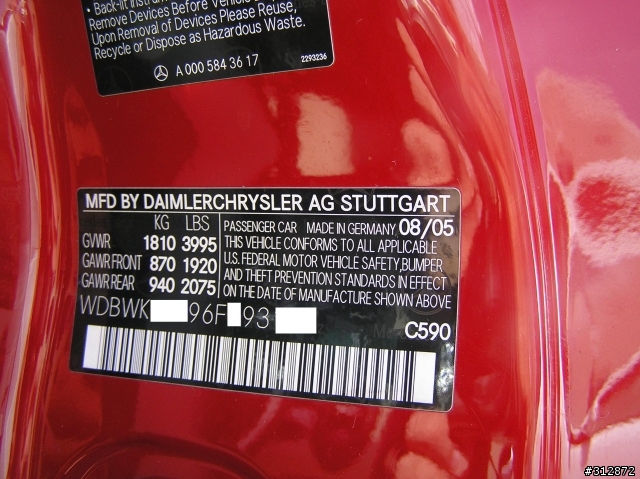 • Back-lit Instrum
Remove Devices Before Vehicle
Upon Removal of Devices Please Reuse,
Recycle or Dispose as Hazardous Waste.
A 000 584 36 17 2293236
MFD BY DAIMLERCHRYSLER AG STUTTGART
KG LBS
GVWR 1810 3995
GAWR FRONT 870 1920
GAWR REAR 940 2075
PASSENGER CAR MADE IN GERMANY 08/05
THIS VEHICLE CONFORMS TO ALL APPLICABLE
U.S. FEDERAL MOTOR VEHICLE SAFETY,BUMPER
AND THEFT PREVENTION STANDARDS IN EFFECT
ON THE DATE OF MANUFACTURE SHOWN ABOVE
WDBWK 96F 93
C590
#312872